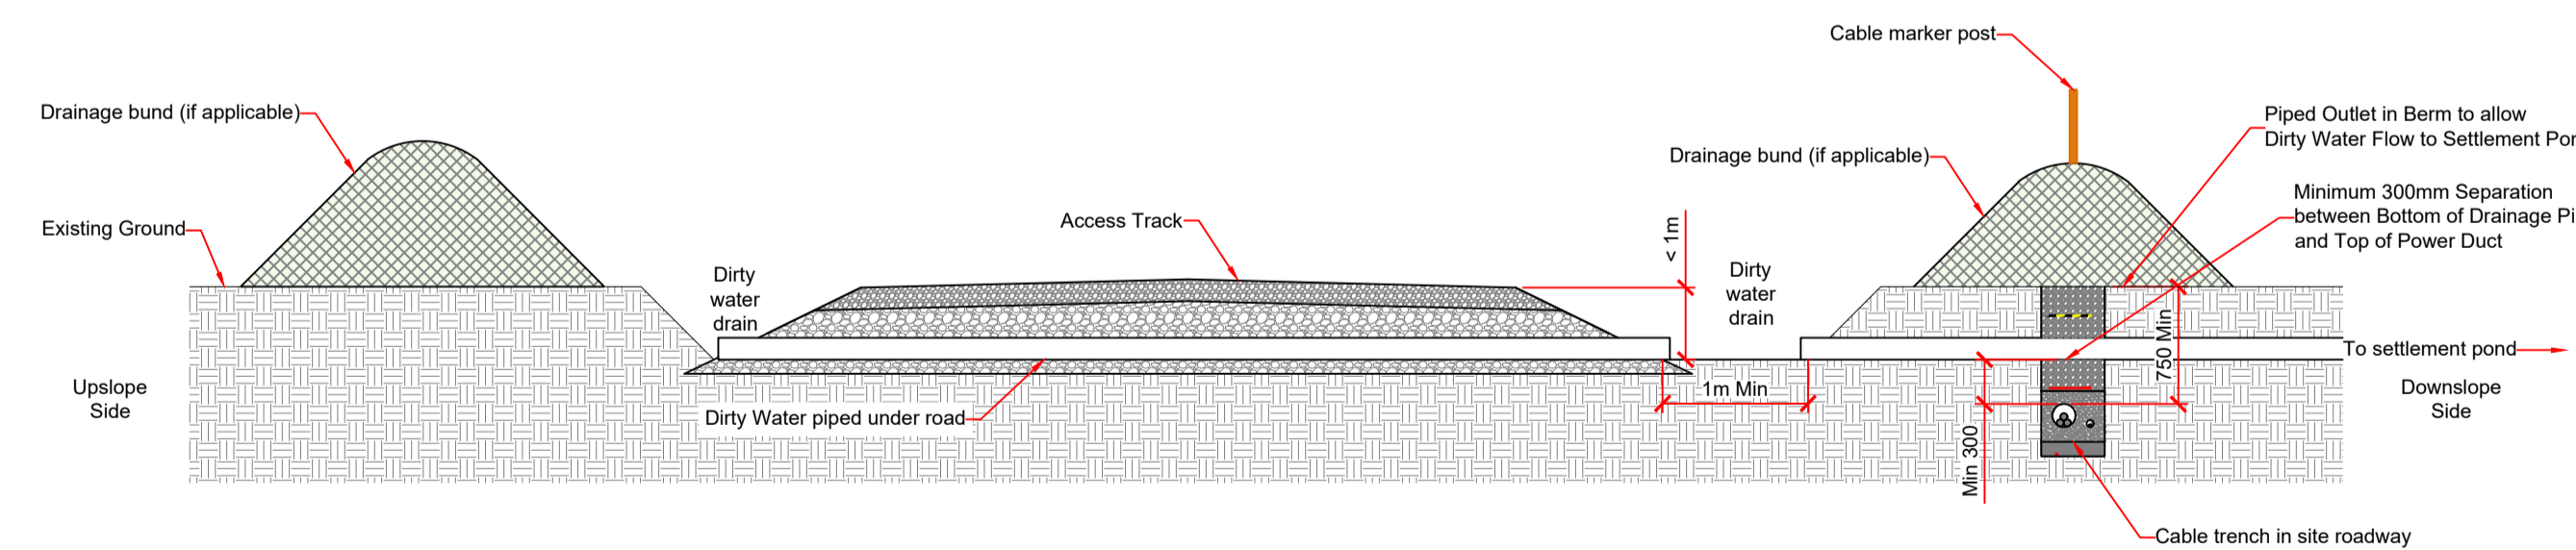 Cable marker post
Drainage bund (if applicable)
Piped Outlet in Berm to allow
Dirty Water Flow to Settlement
Drainage bund (if applicable)
Minimum 300mm Separation
between Bottom of Drainage
and Top of Power Duct
Existing Ground
Access Track
< 1m
Dirty
water
drain
Dirty
water
drain
750 Min
To settlement pond
Upslope
Side
1m Min
Downslope
Side
Dirty Water piped under road
Min 300
Cable trench in site roadway